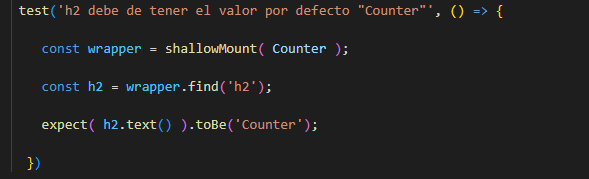 test('h2 debe de tener el valor por defecto "Counter"', () => {
const wrapper = shallowMount( Counter );
const h2 = wrapper.find('h2');
expect( h2.text() ).toBe('Counter');
})